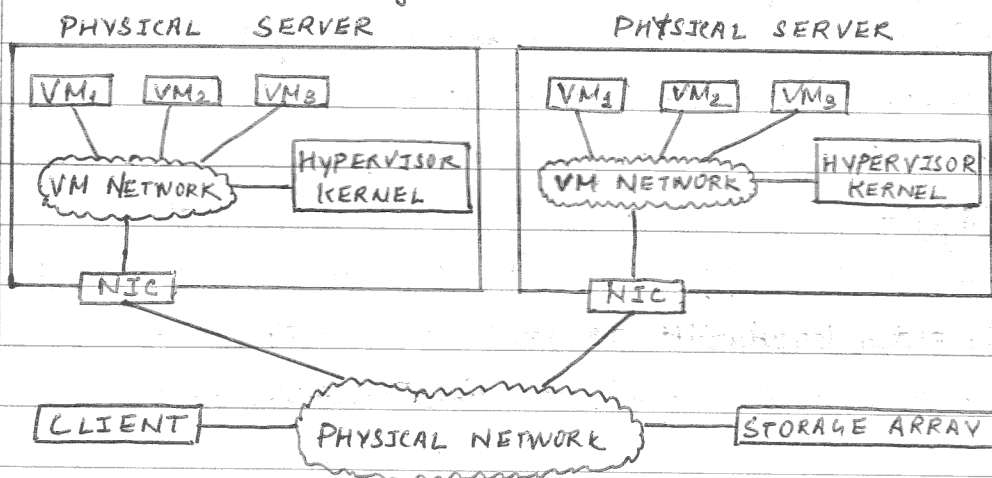 PHYSICAL SERVER
PHYSICAL SERVER
VM1 VM2 VM3
VM1 VM2 VM3
HYPERVISOR
KERNEL
VM NETWORK
HYPERVISOR
KERNEL
VM NETWORK
NIC
NIC
CLIENT
PHYSICAL NETWORK
STORAGE ARRAY